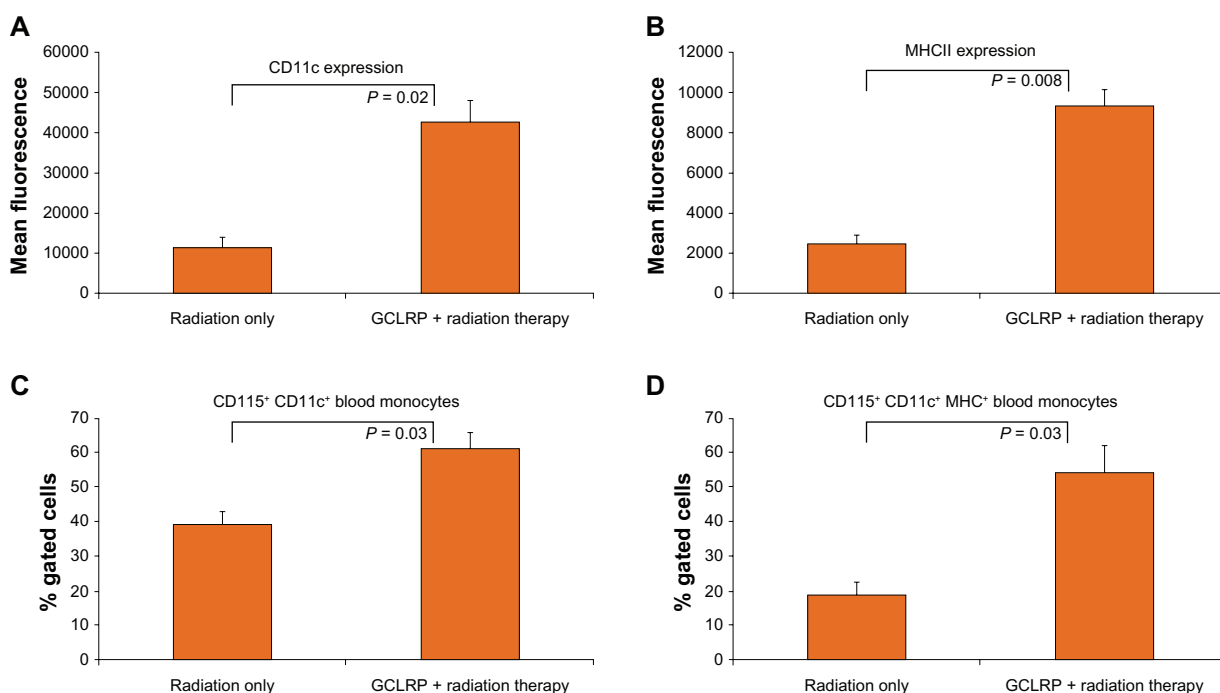 A
Mean fluorescence
60000
50000
40000
30000
20000
10000
0
CD11c expression
P = 0.02
Radiation only
GCLRP + radiation therapy
B
Mean fluorescence
12000
10000
8000
6000
4000
2000
0
MHCII expression
P = 0.008
Radiation only
GCLRP + radiation therapy
C
% gated cells
70
60
50
40
30
20
10
0
CD115⁺ CD11c⁺ blood monocytes
P = 0.03
Radiation only
GCLRP + radiation therapy
D
% gated cells
70
60
50
40
30
20
10
0
CD115⁺ CD11c⁺ MHC⁺ blood monocytes
P = 0.03
Radiation only
GCLRP + radiation therapy